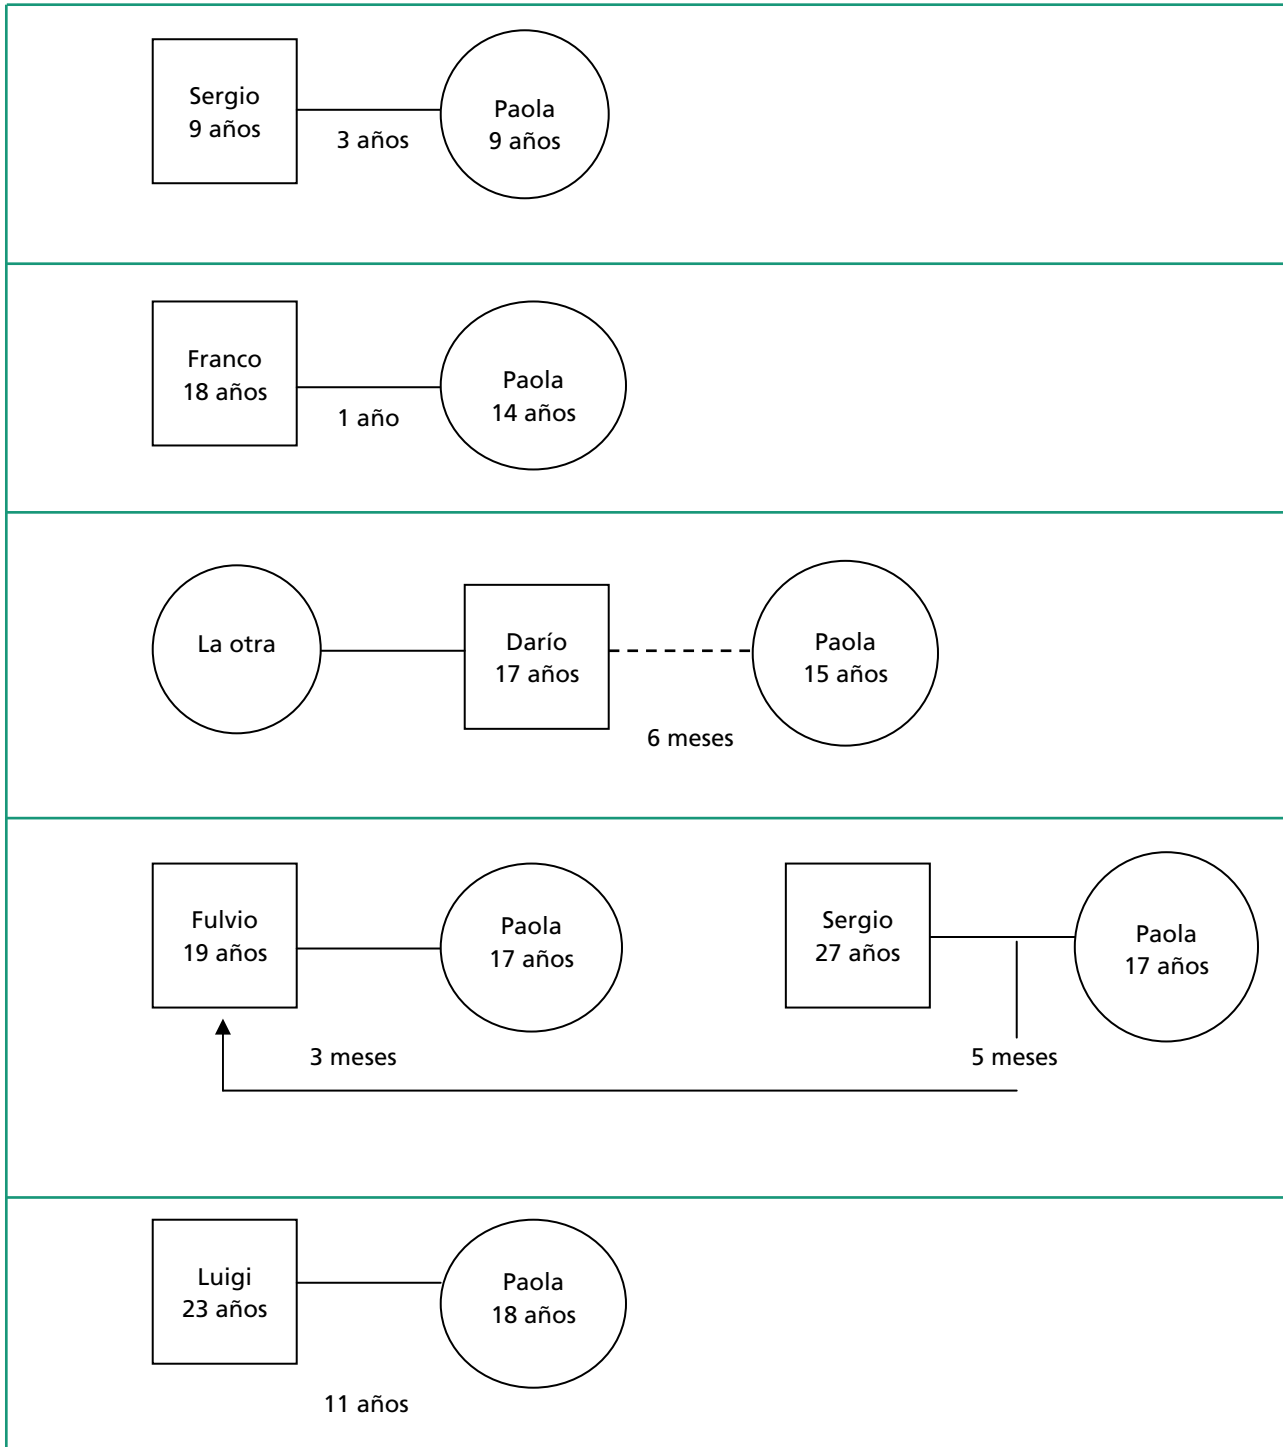 Sergio
9 años
3 años
Paola
9 años
Franco
18 años
1 año
Paola
14 años
La otra
Darío
17 años
6 meses
Paola
15 años
Fulvio
19 años
3 meses
Paola
17 años
Sergio
27 años
5 meses
Paola
17 años
Luigi
23 años
11 años
Paola
18 años